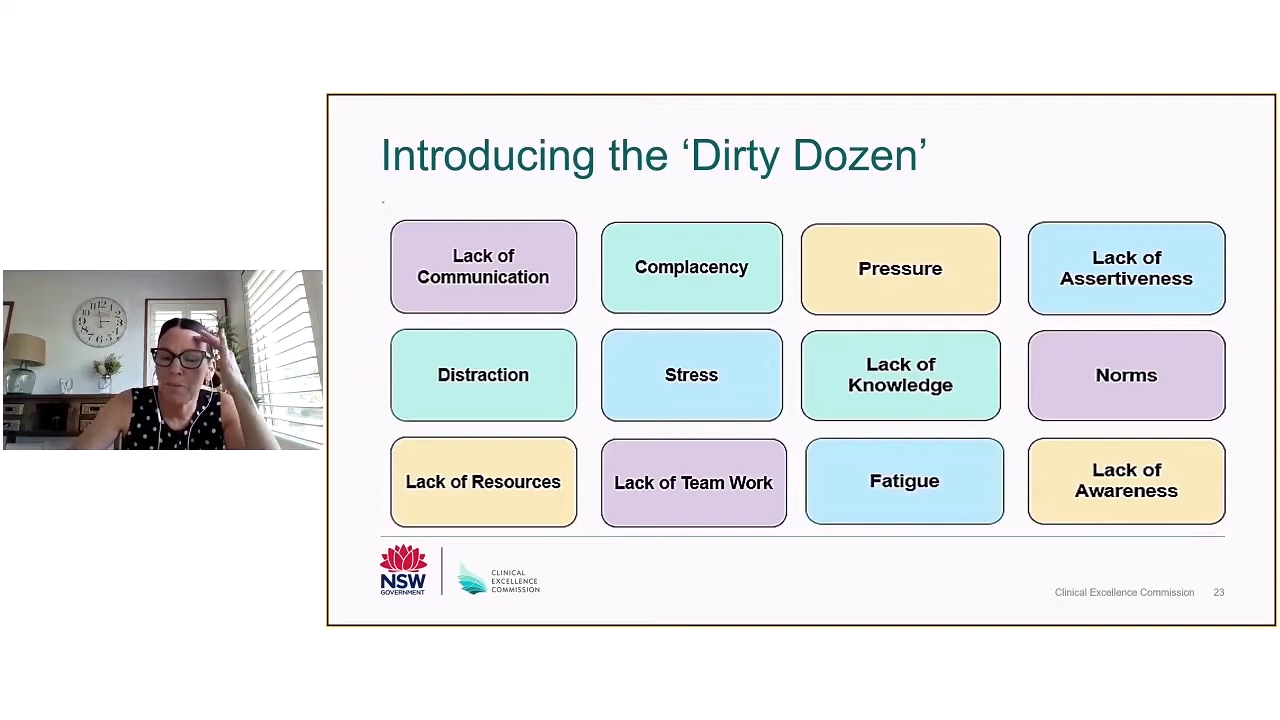 Introducing the ‘Dirty Dozen’
Lack of
Communication
Complacency
Pressure
Lack of
Assertiveness
Distraction
Stress
Lack of
Knowledge
Norms
Lack of Resources
Lack of Team Work
Fatigue
Lack of
Awareness
NSW
GOVERNMENT
CLINICAL
EXCELLENCE
COMMISSION
Clinical Excellence Commission 23